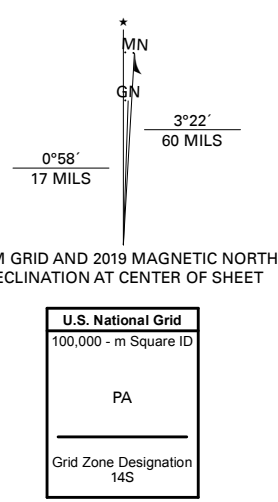 ★
MN
GN
3°22´
60 MILS
0°58´
17 MILS
M GRID AND 2019 MAGNETIC NORTH
ECLINATION AT CENTER OF SHEET
U.S. National Grid
100,000 - m Square ID
PA
Grid Zone Designation
14S